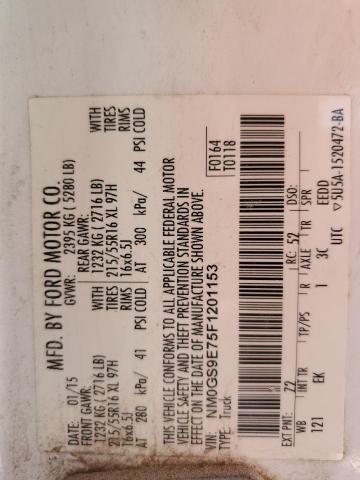 MFD. BY FORD MOTOR CO.
DATE: 01/15 GVWR: 2395 KG ( 5280 LB)
FRONT GAWR: REAR GAWR:
1232 KG ( 2716 LB) 1232 KG ( 2716 LB) WITH
215/55R16 XL 97H 215/55R16 XL 97H TIRES
16x6.5J 16x6.5J RIMS
AT 280 kPa/ 41 PSI COLD AT 300 kPa/ 44 PSI COLD
WITH
TIRES
RIMS
THIS VEHICLE CONFORMS TO ALL APPLICABLE FEDERAL MOTOR
VEHICLE SAFETY AND THEFT PREVENTION STANDARDS IN
EFFECT ON THE DATE OF MANUFACTURE SHOWN ABOVE.
VIN: NM0GS9E75F1201153
TYPE: Truck
F0164
T0118
EXT PNT: ZZ RC: 52 DSO:
WB INT TR TP/PS R AXLE TR SPR
121 EK 1 3C EEDD
UTC ▽5U5A-1520472-BA